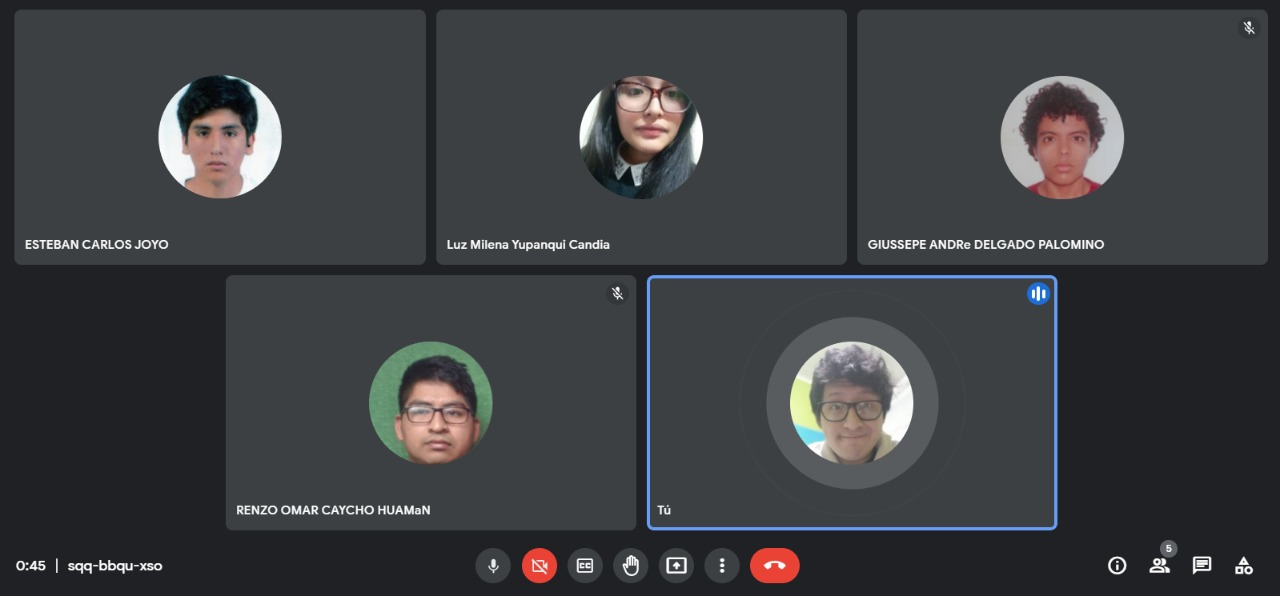 ESTEBAN CARLOS JOYO
Luz Milena Yupanqui Candia
GIUSSEPE ANDRe DELGADO PALOMINO
RENZO OMAR CAYCHO HUAMaN
Tú
0:45 | sqq-bbqu-xso
CC
5